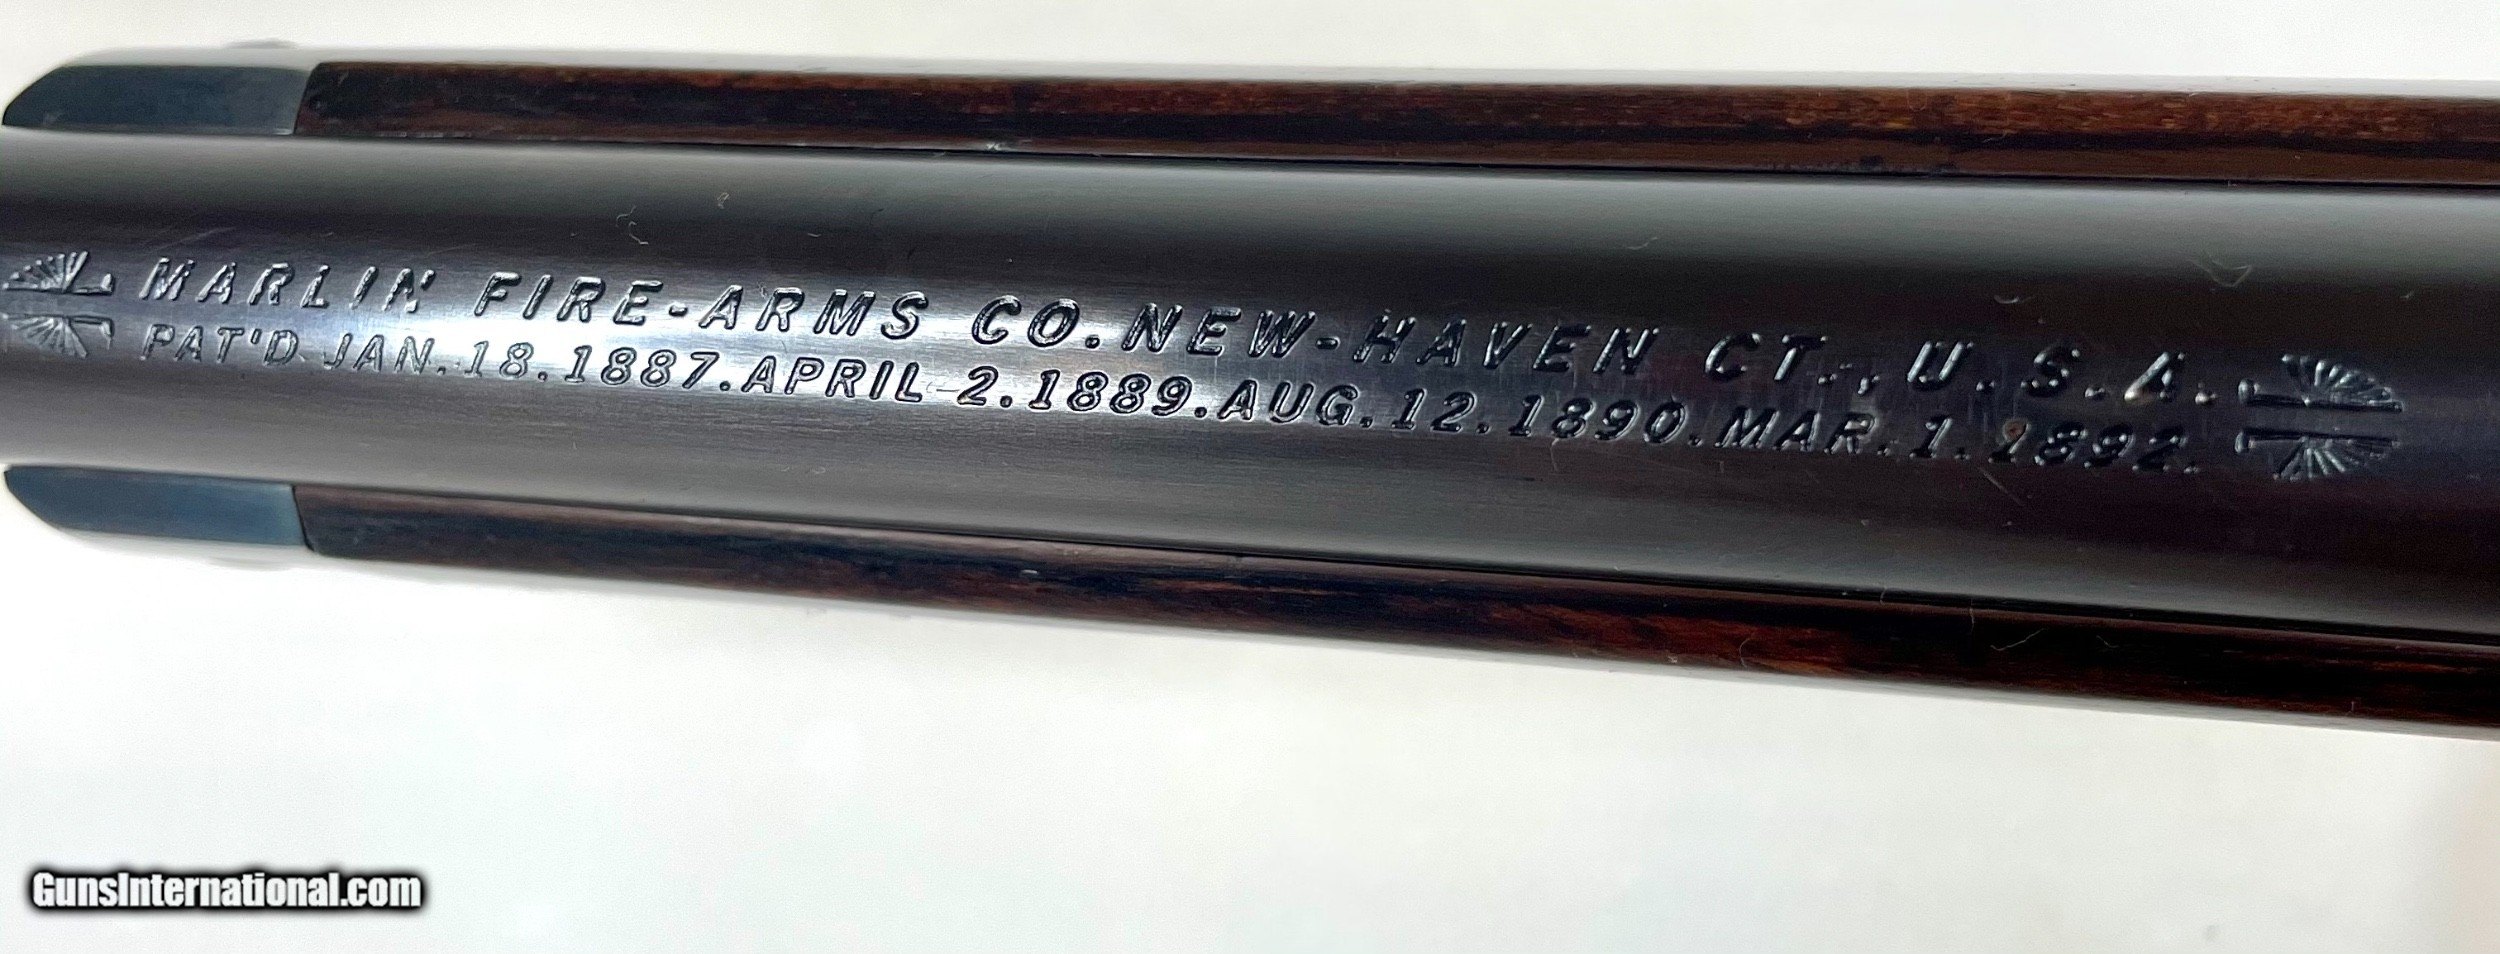 MARLIN FIRE-ARMS CO. NEW-HAVEN CT., U.S.A.
PAT'D. JAN. 18. 1887. APRIL 2. 1889. AUG. 12. 1890. MAR. 1. 1892.
GunsInternational.com